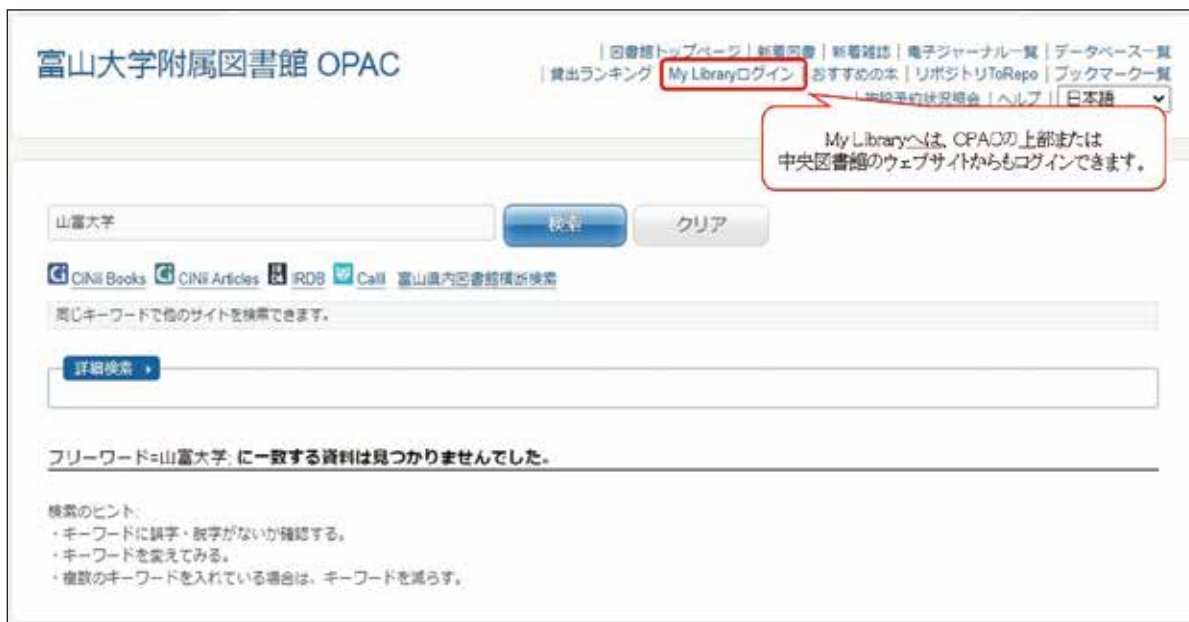 富山大学附属図書館 OPAC
| 図書館トップページ | 新着図書 | 新着雑誌 | 電子ジャーナル一覧 | データベース一覧
| 貸出ランキング | My Libraryログイン | おすすめの本 | リポジトリToRepo | ブックマーク一覧
| 施設予約状況照会 | ヘルプ | 日本語
My Libraryへは、OPACの上部または
中央図書館のウェブサイトからもログインできます。
山富大学 検索 クリア
CiNii Books CiNii Articles IRDB Calil 富山県内図書館横断検索
同じキーワードで他のサイトを検索できます。
詳細検索
フリーワード=山富大学; に一致する資料は見つかりませんでした。
検索のヒント:
・キーワードに誤字・脱字がないか確認する。
・キーワードを変えてみる。
・複数のキーワードを入れている場合は、キーワードを減らす。